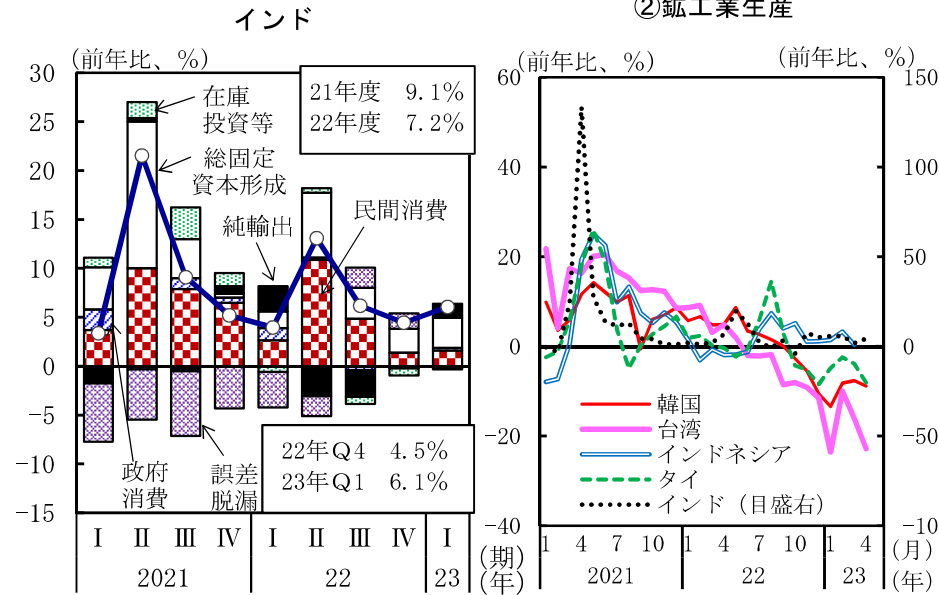 インド
(前年比、%)
30
25
20
15
10
5
0
−5
−10
−15
21年度 9.1%
22年度 7.2%
在庫
投資等
総固定
資本形成
純輸出
民間消費
政府
消費
誤差
脱漏
22年Q4 4.5%
23年Q1 6.1%
Ⅰ Ⅱ Ⅲ Ⅳ Ⅰ Ⅱ Ⅲ Ⅳ Ⅰ (期)
2021 22 23 (年)
②鉱工業生産
(前年比、%) (前年比、%)
60 150
40 100
20 50
0 0
−20 −50
−40 −10
韓国
台湾
インドネシア
タイ
インド(目盛右)
1 4 7 10 1 4 7 10 1 4 (月)
2021 22 23 (年)